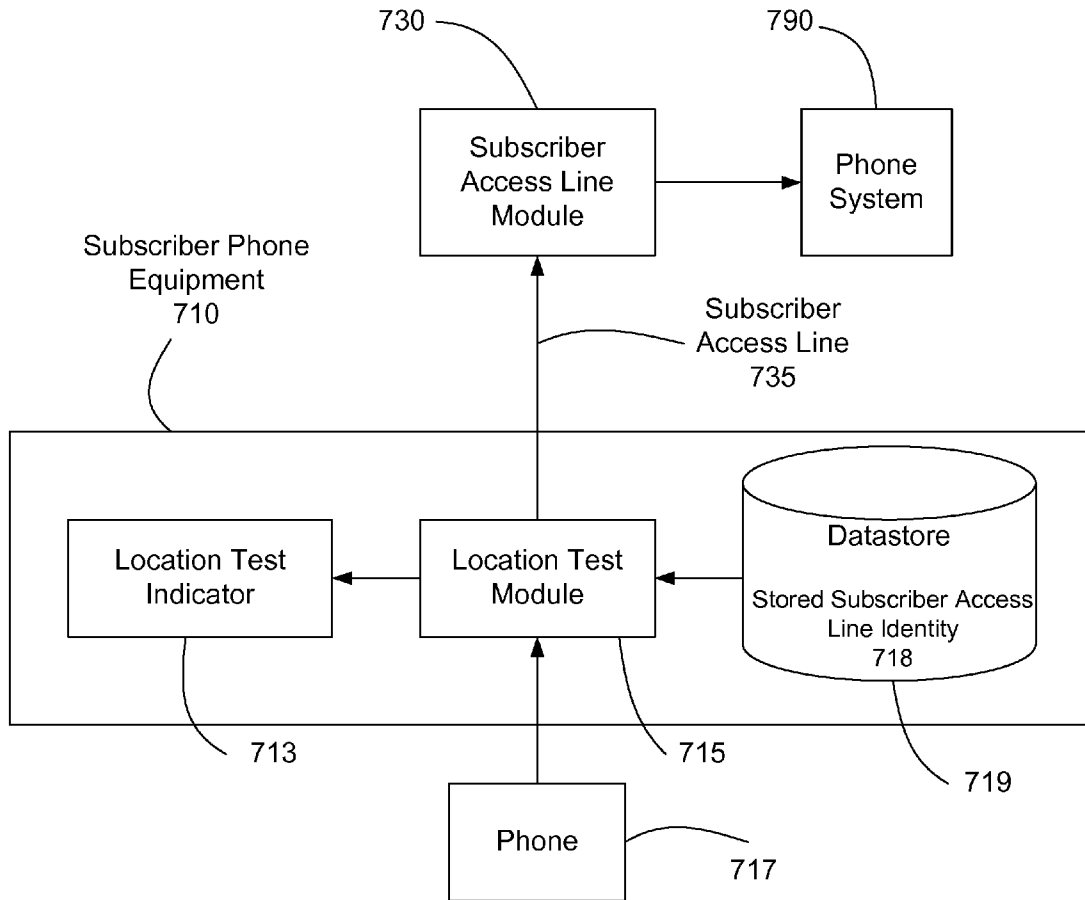 730
790
Subscriber
Access Line
Module
Phone
System
Subscriber Phone
Equipment
710
Subscriber
Access Line
735
Location Test
Indicator
Location Test
Module
Datastore
Stored Subscriber Access
Line Identity
718
713
715
719
Phone
717